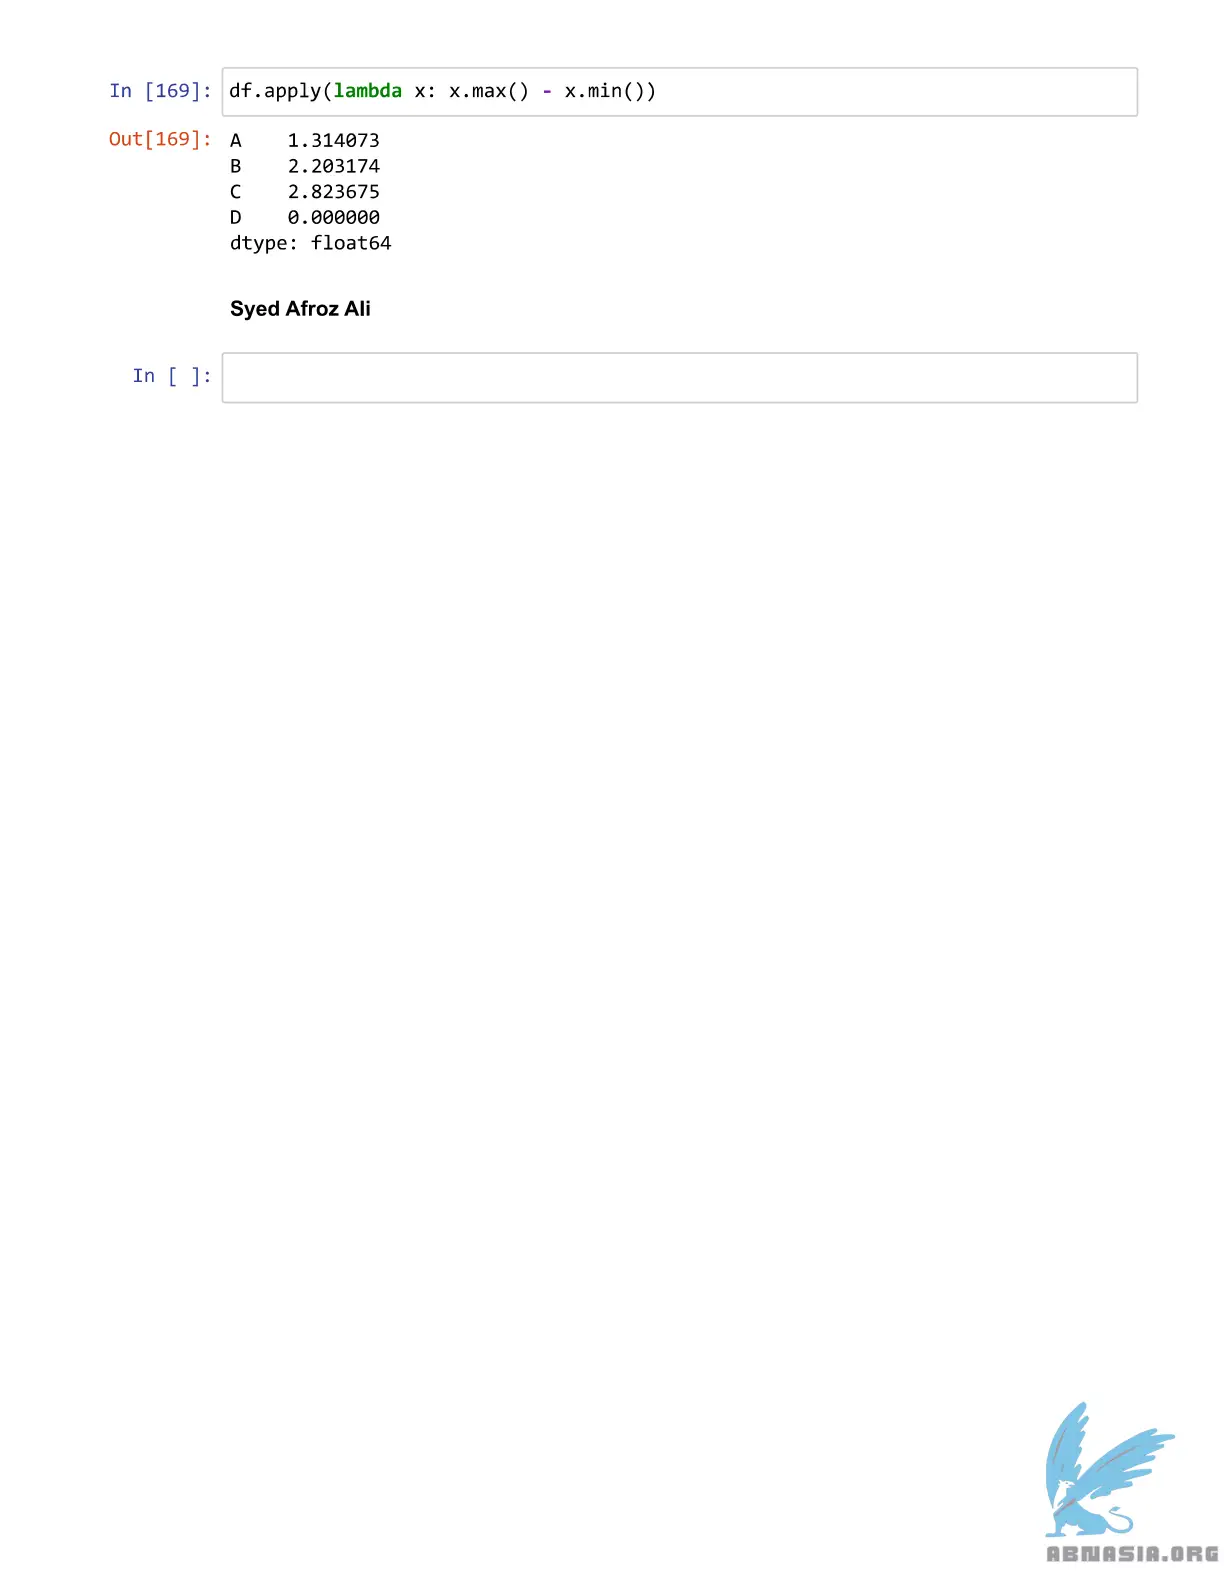 In [169]: df.apply(lambda x: x.max() - x.min())
Out[169]: A    1.314073
B    2.203174
C    2.823675
D    0.000000
dtype: float64
Syed Afroz Ali
In [ ]:
ABNASIA.ORG